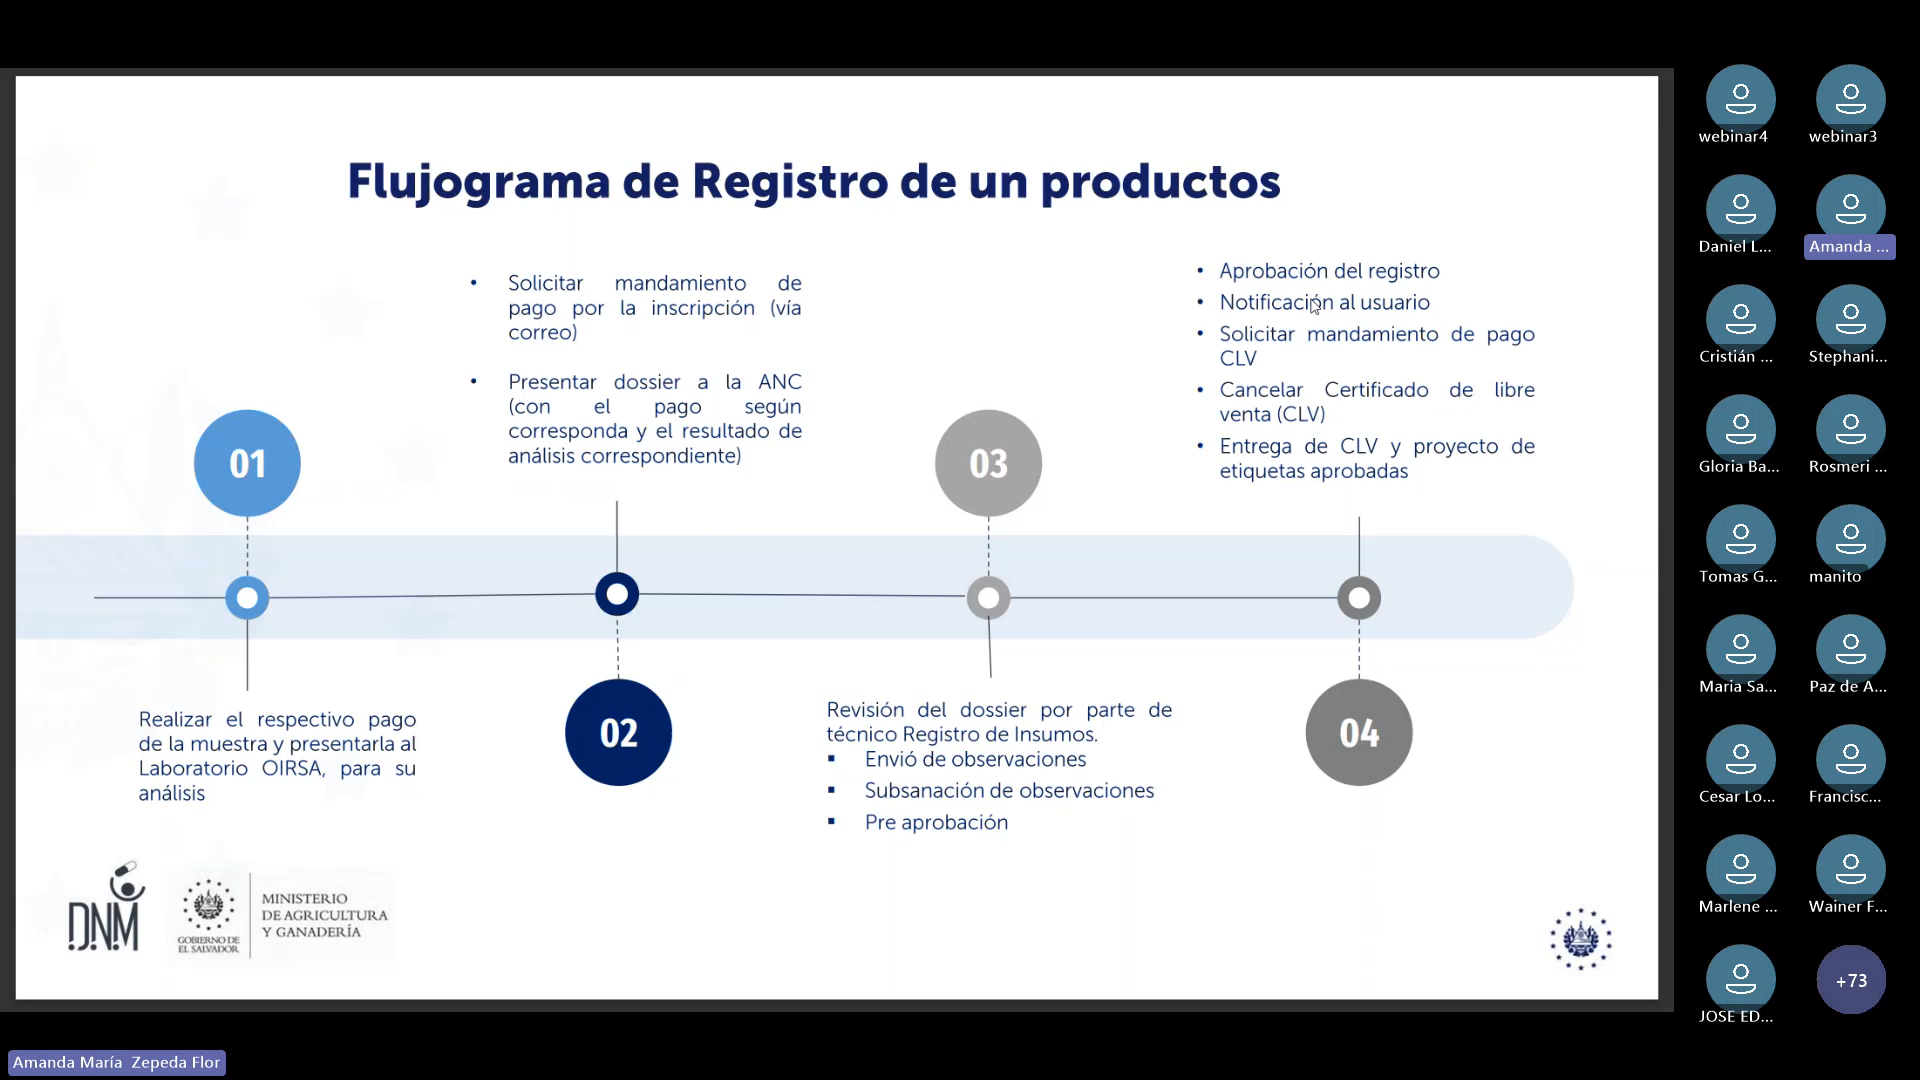 Flujograma de Registro de un productos
01
Realizar el respectivo pago
de la muestra y presentarla al
Laboratorio OIRSA, para su
análisis
• Solicitar mandamiento de
pago por la inscripción (vía
correo)
• Presentar dossier a la ANC
(con el pago según
corresponda y el resultado de
análisis correspondiente)
02
03
Revisión del dossier por parte de
técnico Registro de Insumos.
▪ Envió de observaciones
▪ Subsanación de observaciones
▪ Pre aprobación
• Aprobación del registro
• Notificación al usuario
• Solicitar mandamiento de pago
CLV
• Cancelar Certificado de libre
venta (CLV)
• Entrega de CLV y proyecto de
etiquetas aprobadas
04
DNM
GOBIERNO DE
EL SALVADOR
MINISTERIO
DE AGRICULTURA
Y GANADERÍA
webinar4
webinar3
Daniel L...
Amanda ...
Cristián ...
Stephani...
Gloria Ba...
Rosmeri ...
Tomas G...
manito
Maria Sa...
Paz de A...
Cesar Lo...
Francisc...
Marlene ...
Wainer F...
JOSE ED...
+73
Amanda María Zepeda Flor